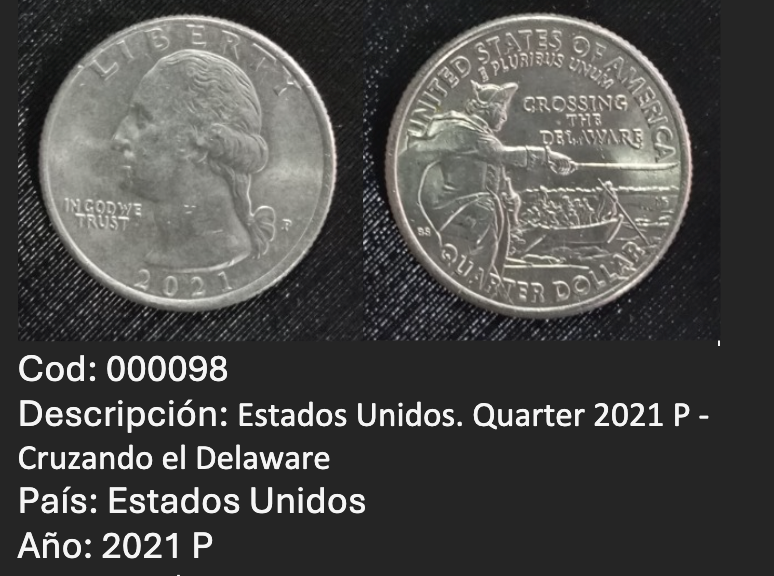 LIBERTY
IN GOD WE
TRUST
P
2021
UNITED STATES OF AMERICA
E PLURIBUS UNUM
CROSSING
THE
DELAWARE
BS
QUARTER DOLLAR
Cod: 000098
Descripción: Estados Unidos. Quarter 2021 P -
Cruzando el Delaware
País: Estados Unidos
Año: 2021 P